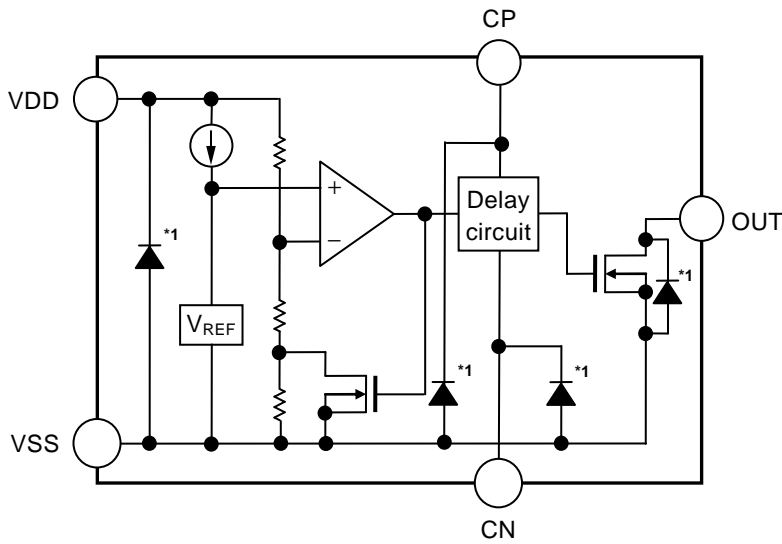 CP
VDD
+
−
Delay
circuit
OUT
*1
*1
VREF
*1
*1
VSS
CN